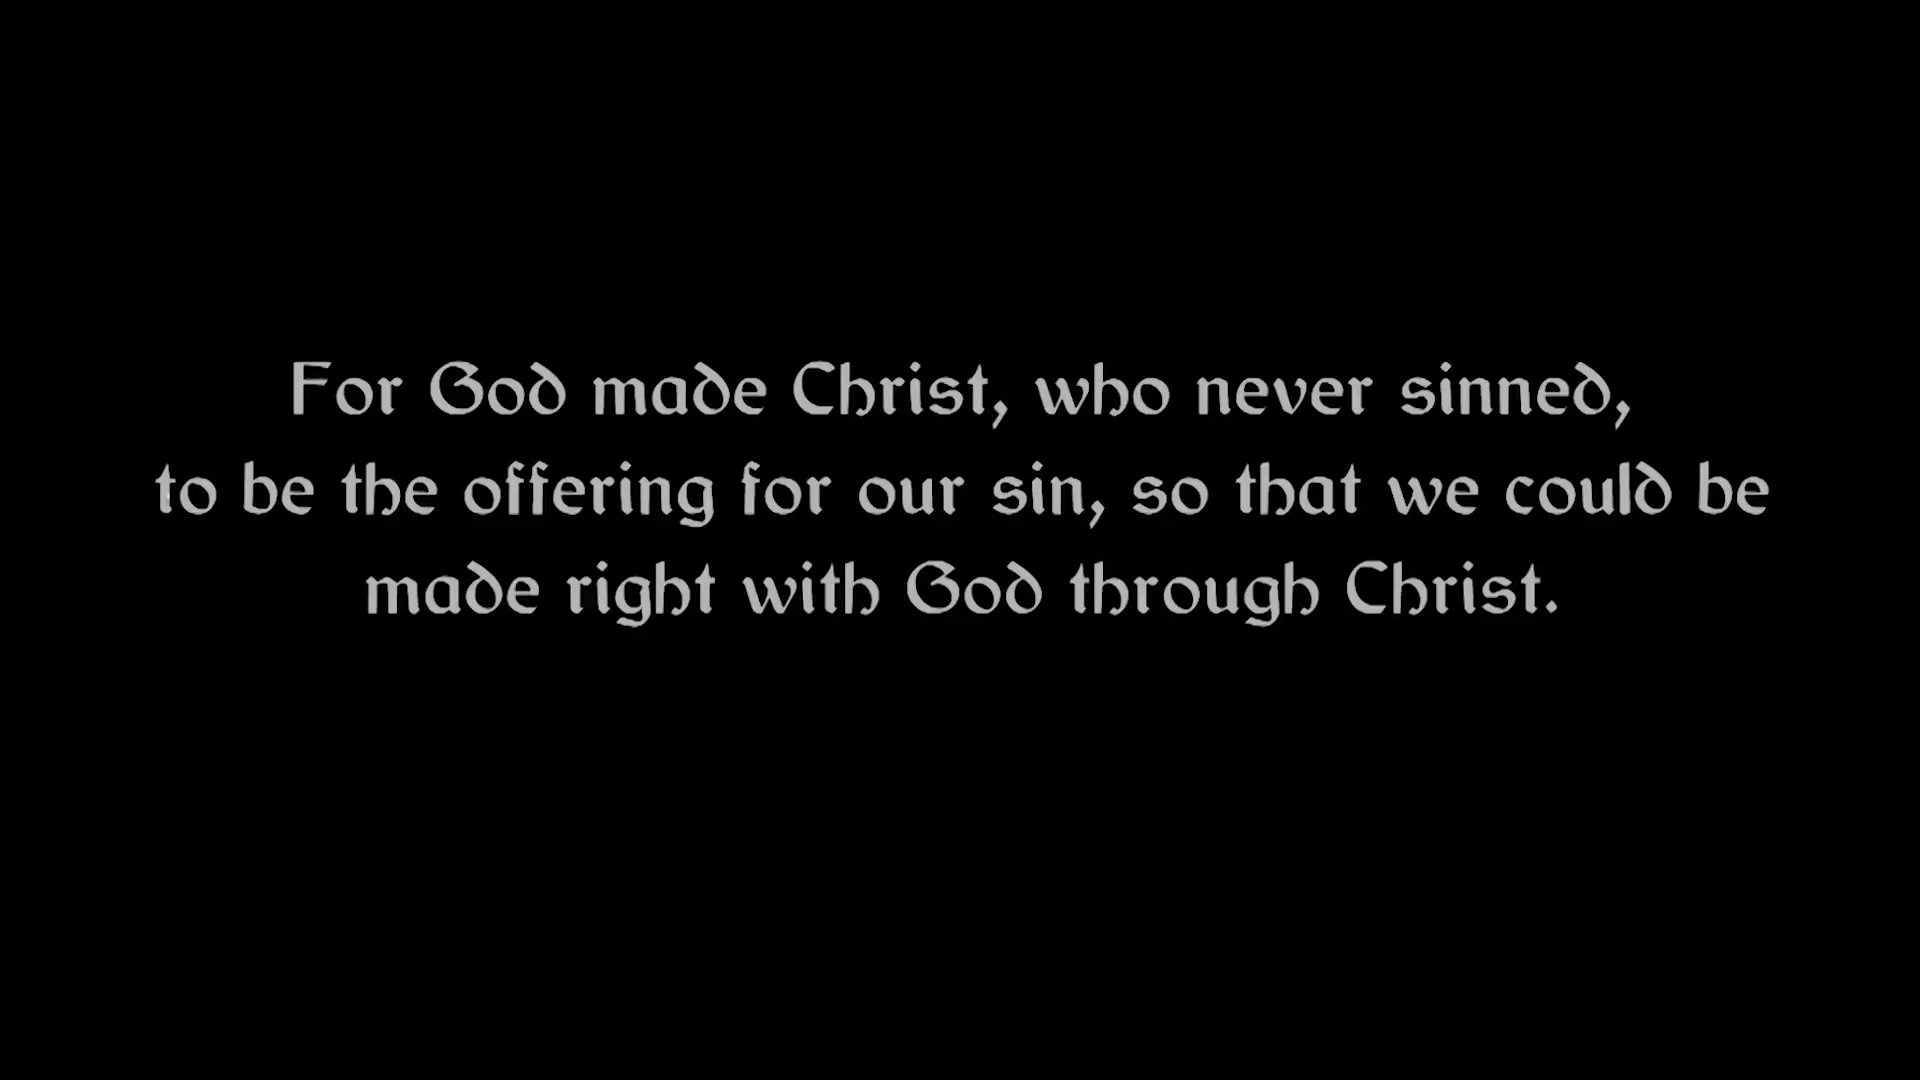 For God made Christ, who never sinned,
to be the offering for our sin, so that we could be
made right with God through Christ.